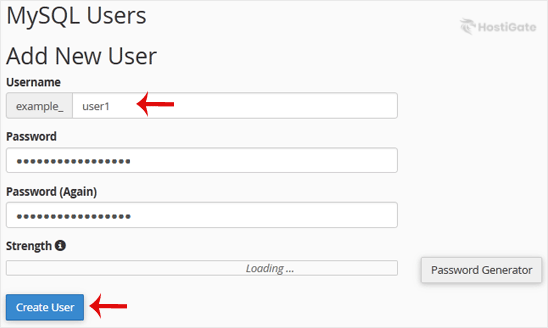 MySQL Users
HostiGate
Add New User
Username
example_ user1
Password
•••••••••••••••••
Password (Again)
•••••••••••••••••
Strength
Loading ...
Password Generator
Create User